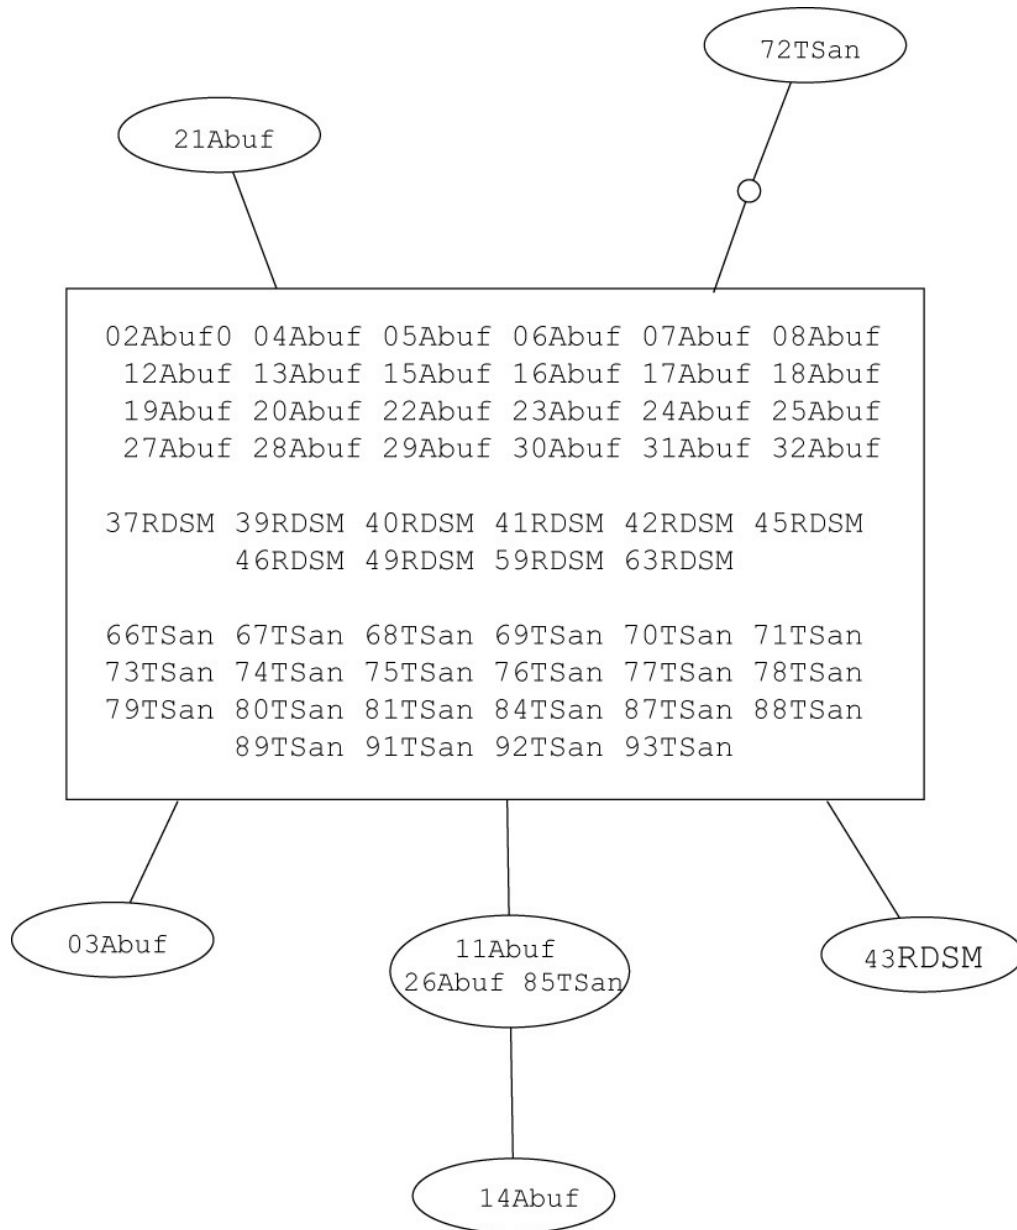 72TSan
21Abuf
02Abuf0 04Abuf 05Abuf 06Abuf 07Abuf 08Abuf
12Abuf 13Abuf 15Abuf 16Abuf 17Abuf 18Abuf
19Abuf 20Abuf 22Abuf 23Abuf 24Abuf 25Abuf
27Abuf 28Abuf 29Abuf 30Abuf 31Abuf 32Abuf
37RDSM 39RDSM 40RDSM 41RDSM 42RDSM 45RDSM
46RDSM 49RDSM 59RDSM 63RDSM
66TSan 67TSan 68TSan 69TSan 70TSan 71TSan
73TSan 74TSan 75TSan 76TSan 77TSan 78TSan
79TSan 80TSan 81TSan 84TSan 87TSan 88TSan
89TSan 91TSan 92TSan 93TSan
03Abuf
11Abuf
26Abuf 85TSan
43RDSM
14Abuf